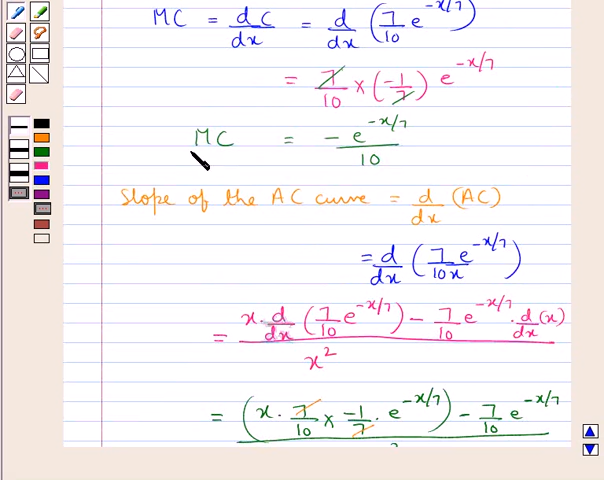 MC = dC/dx = d/dx (7/10 e^(-x/7))
= 7/10 × (-1/7) e^(-x/7)
MC = - e^(-x/7)/10
Slope of the AC curve = d/dx (AC)
= d/dx (7e^(-x/7)/10x)
= (x · d/dx (7/10 e^(-x/7)) - 7/10 e^(-x/7) · d/dx (x)) / x²
= (x · 7/10 × -1/7 · e^(-x/7)) - 7/10 e^(-x/7)